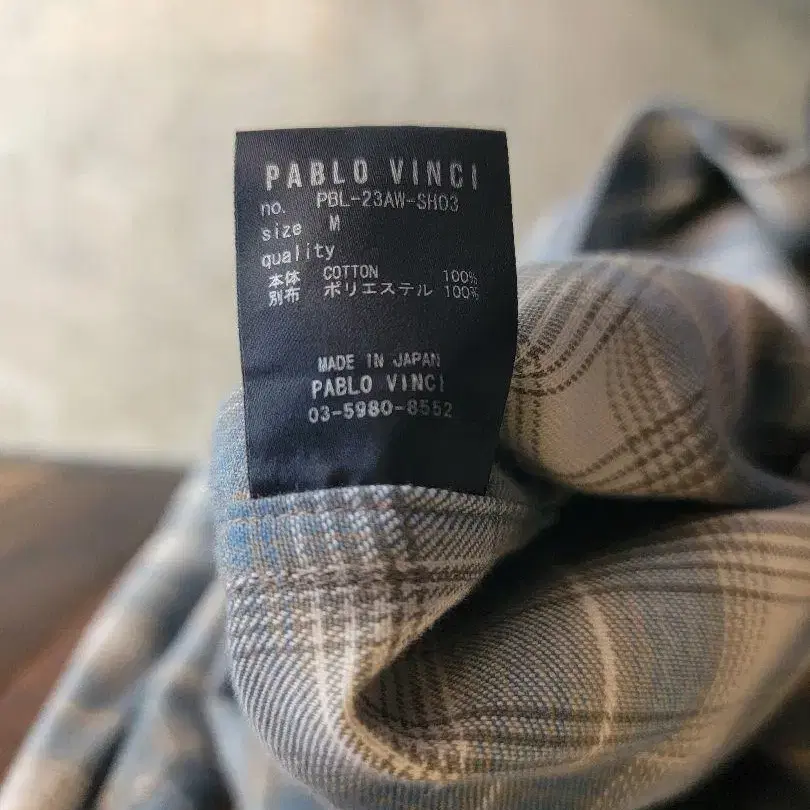 PABLO VINCI
no. PBL-23AW-SH03
size M
quality
本体 COTTON 100%
別布 ポリエステル 100%
MADE IN JAPAN
PABLO VINCI
03-5980-8552